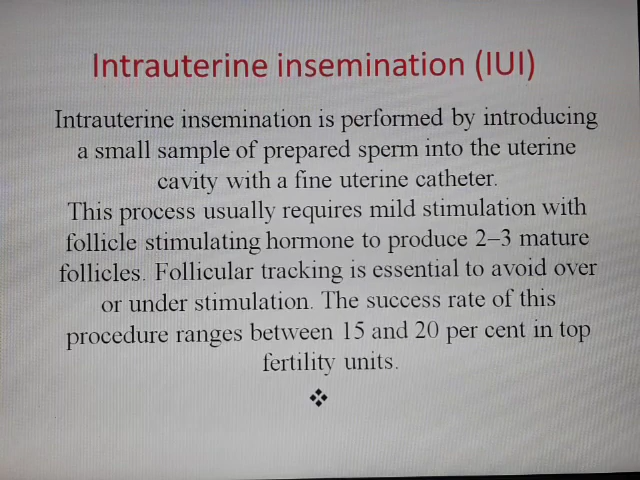 Intrauterine insemination (IUI)
Intrauterine insemination is performed by introducing
a small sample of prepared sperm into the uterine
cavity with a fine uterine catheter.
This process usually requires mild stimulation with
follicle stimulating hormone to produce 2–3 mature
follicles. Follicular tracking is essential to avoid over
or under stimulation. The success rate of this
procedure ranges between 15 and 20 per cent in top
fertility units.